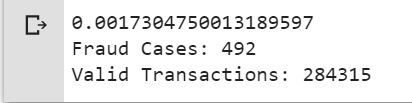 0.0017304750013189597
Fraud Cases: 492
Valid Transactions: 284315